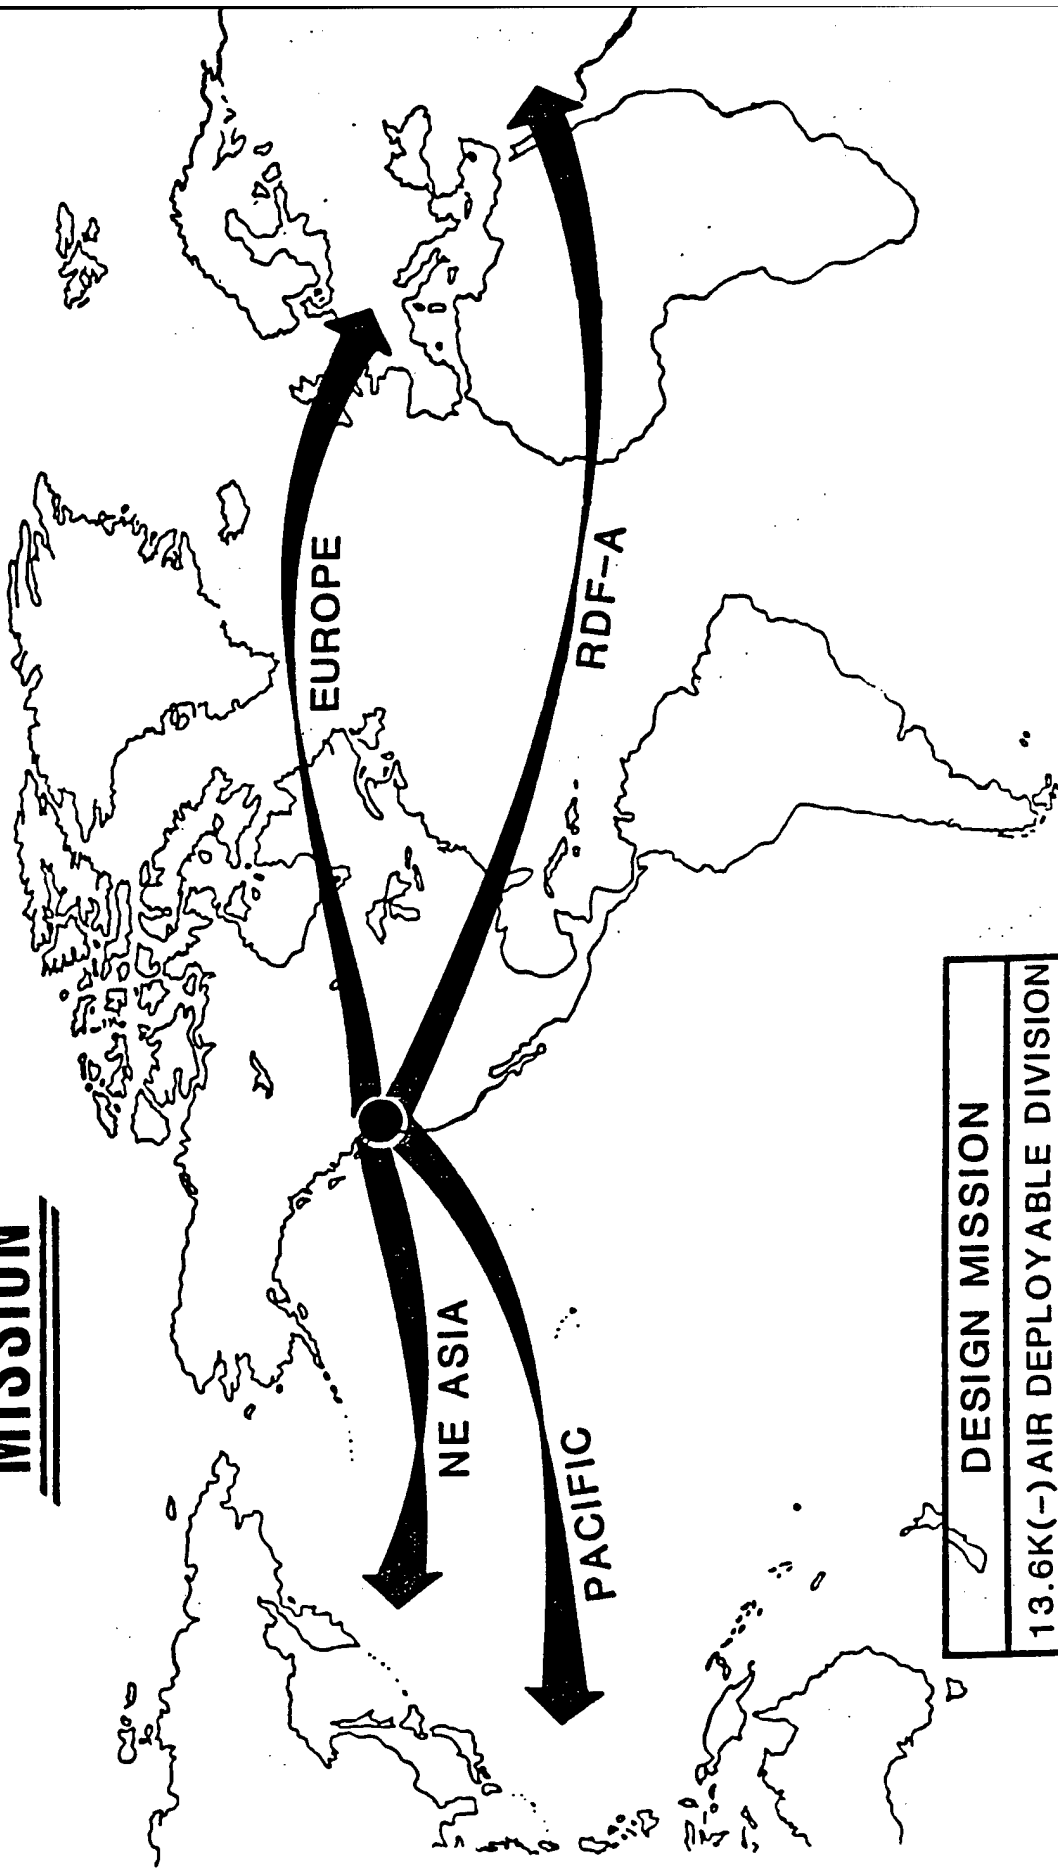 MISSION
EUROPE
RDF-A
NE ASIA
PACIFIC
DESIGN MISSION
13.6K(-) AIR DEPLOYABLE DIVISION